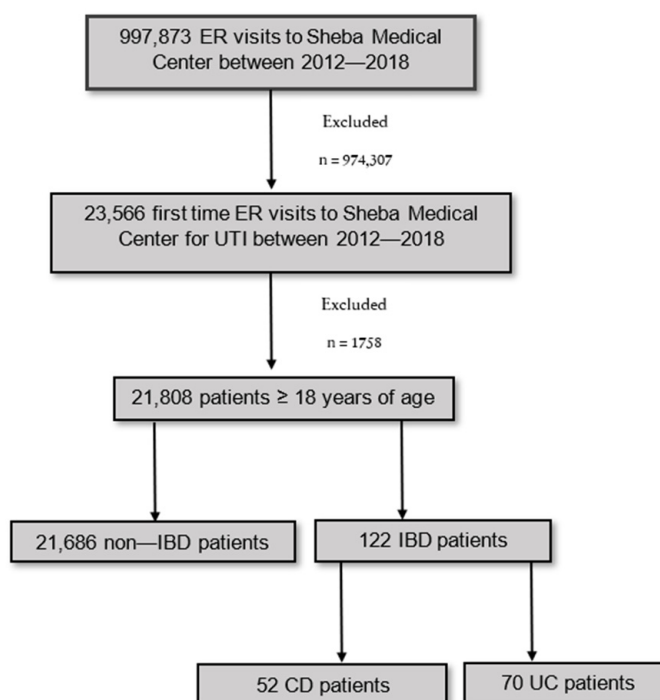 997,873 ER visits to Sheba Medical
Center between 2012—2018
Excluded
n = 974,307
23,566 first time ER visits to Sheba Medical
Center for UTI between 2012—2018
Excluded
n = 1758
21,808 patients ≥ 18 years of age
21,686 non—IBD patients
122 IBD patients
52 CD patients
70 UC patients